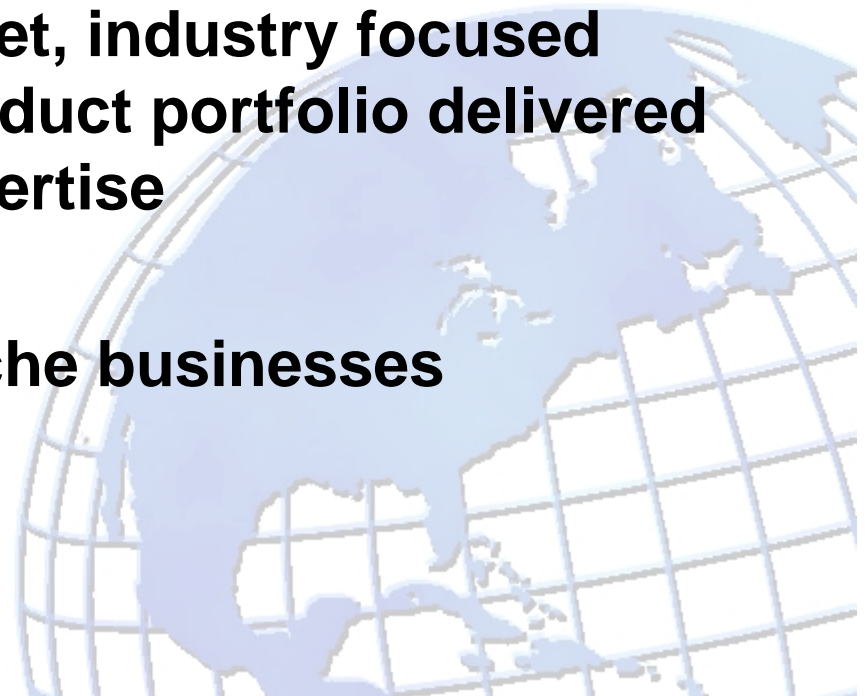 et, industry focused
duct portfolio delivered
ertise
che businesses